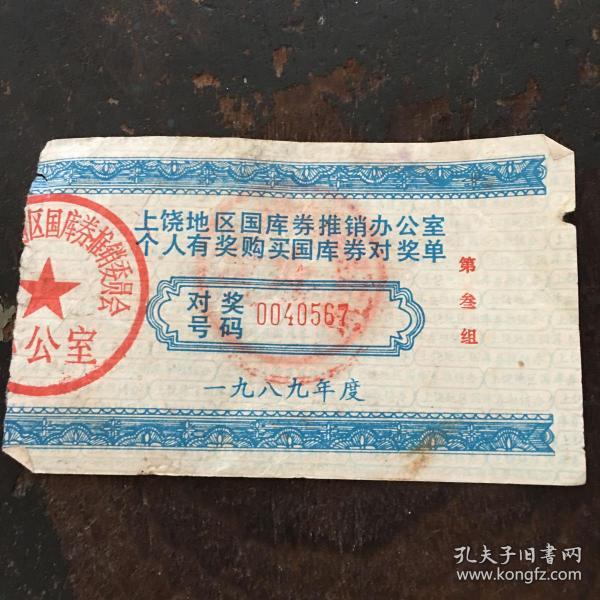 上饶地区国库券推销办公室
个人有奖购买国库券对奖单
对奖
号码
0040567
第叁组
一九八九年度
区国库券推销委员会
公室
孔夫子旧书网
www.kongfz.com